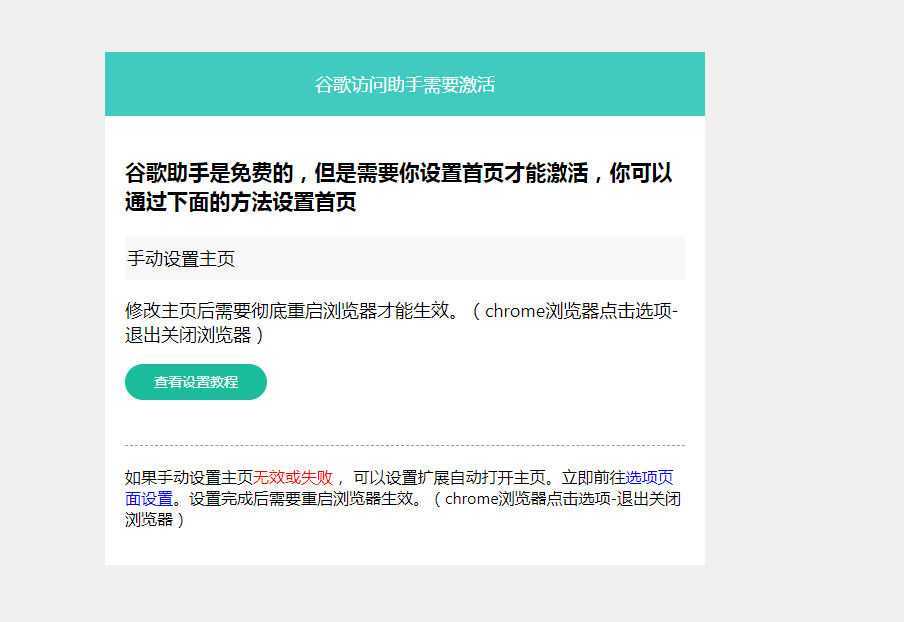 谷歌访问助手需要激活
谷歌助手是免费的，但是需要你设置首页才能激活，你可以
通过下面的方法设置首页
手动设置主页
修改主页后需要彻底重启浏览器才能生效。（chrome浏览器点击选项-
退出关闭浏览器）
查看设置教程
如果手动设置主页无效或失败 ，可以设置扩展自动打开主页。立即前往选项页
面设置。设置完成后需要重启浏览器生效。（chrome浏览器点击选项-退出关闭
浏览器）